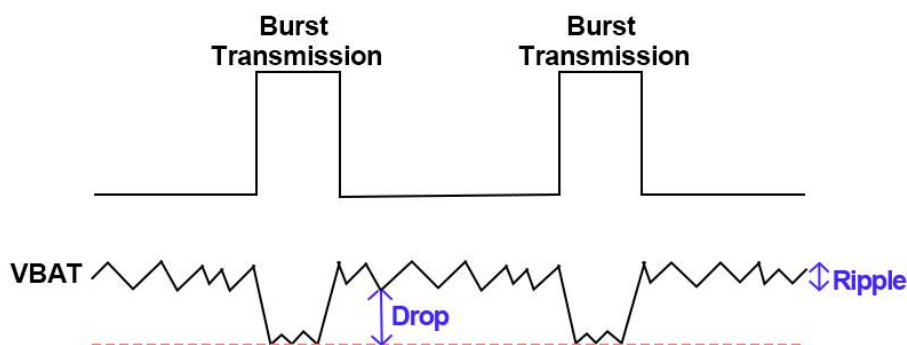 Burst
Transmission
Burst
Transmission
VBAT
Ripple
Drop